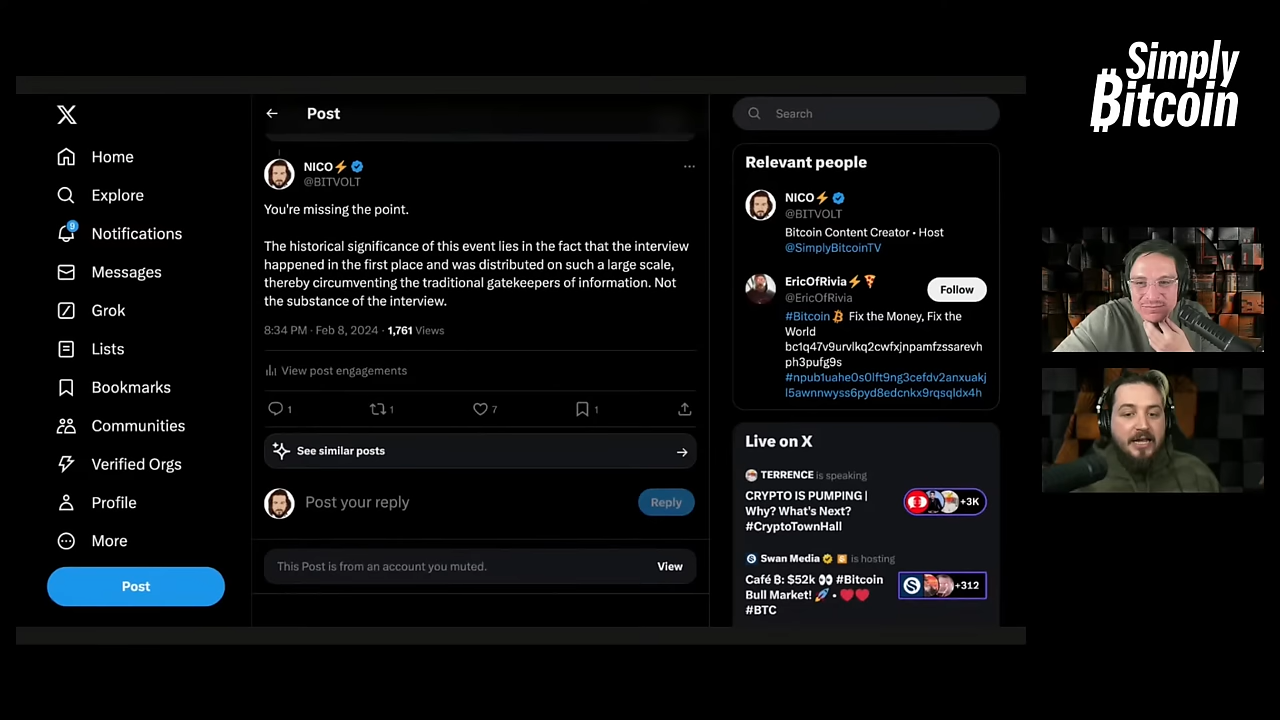 Simply
Bitcoin
X
Home
Explore
9
Notifications
Messages
Grok
Lists
Bookmarks
Communities
Verified Orgs
Profile
More
Post
Post
NICO⚡
@BITVOLT
You're missing the point.
The historical significance of this event lies in the fact that the interview
happened in the first place and was distributed on such a large scale,
thereby circumventing the traditional gatekeepers of information. Not
the substance of the interview.
8:34 PM · Feb 8, 2024 · 1,761 Views
View post engagements
1 1 7 1
See similar posts
Post your reply
Reply
This Post is from an account you muted.
View
Search
Relevant people
NICO⚡
@BITVOLT
Bitcoin Content Creator • Host
@SimplyBitcoinTV
EricOfRivia⚡🍕
@EricOfRivia
Follow
#Bitcoin Fix the Money, Fix the
World
bc1q47v9urvlkq2cwfxjnpamfzssarevh
ph3pufg9s
#npub1uahe0s0lft9ng3cefdv2anxuakj
l5awnnwyss6pyd8edcnkx9rqsqldx4h
Live on X
TERRENCE is speaking
CRYPTO IS PUMPING |
Why? What's Next?
#CryptoTownHall
+3K
Swan Media is hosting
Café B: $52k 👀 #Bitcoin
Bull Market! 🚀 • ❤️❤️
#BTC
+312